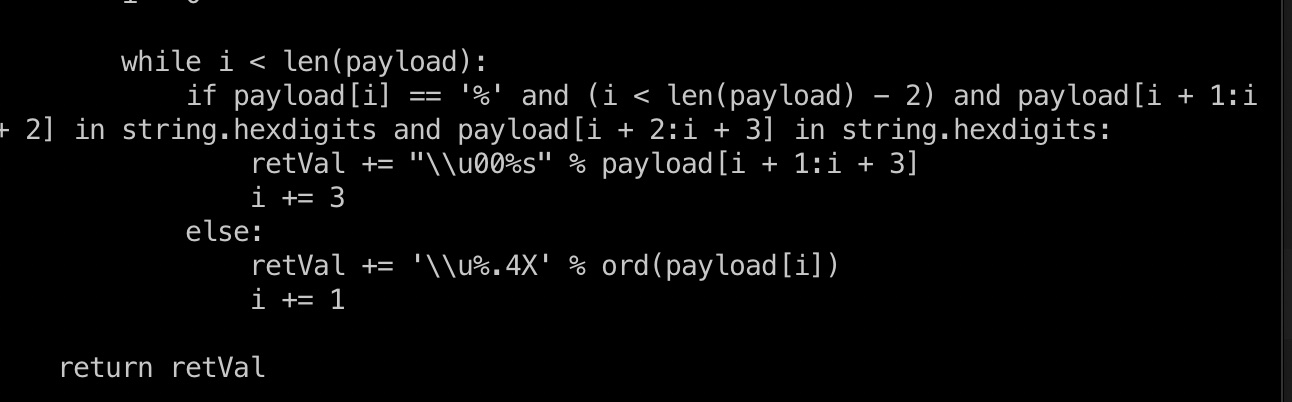 while i < len(payload):
if payload[i] == '%' and (i < len(payload) - 2) and payload[i + 1:i
+ 2] in string.hexdigits and payload[i + 2:i + 3] in string.hexdigits:
retVal += "\\u00%s" % payload[i + 1:i + 3]
i += 3
else:
retVal += '\\u%.4X' % ord(payload[i])
i += 1
return retVal